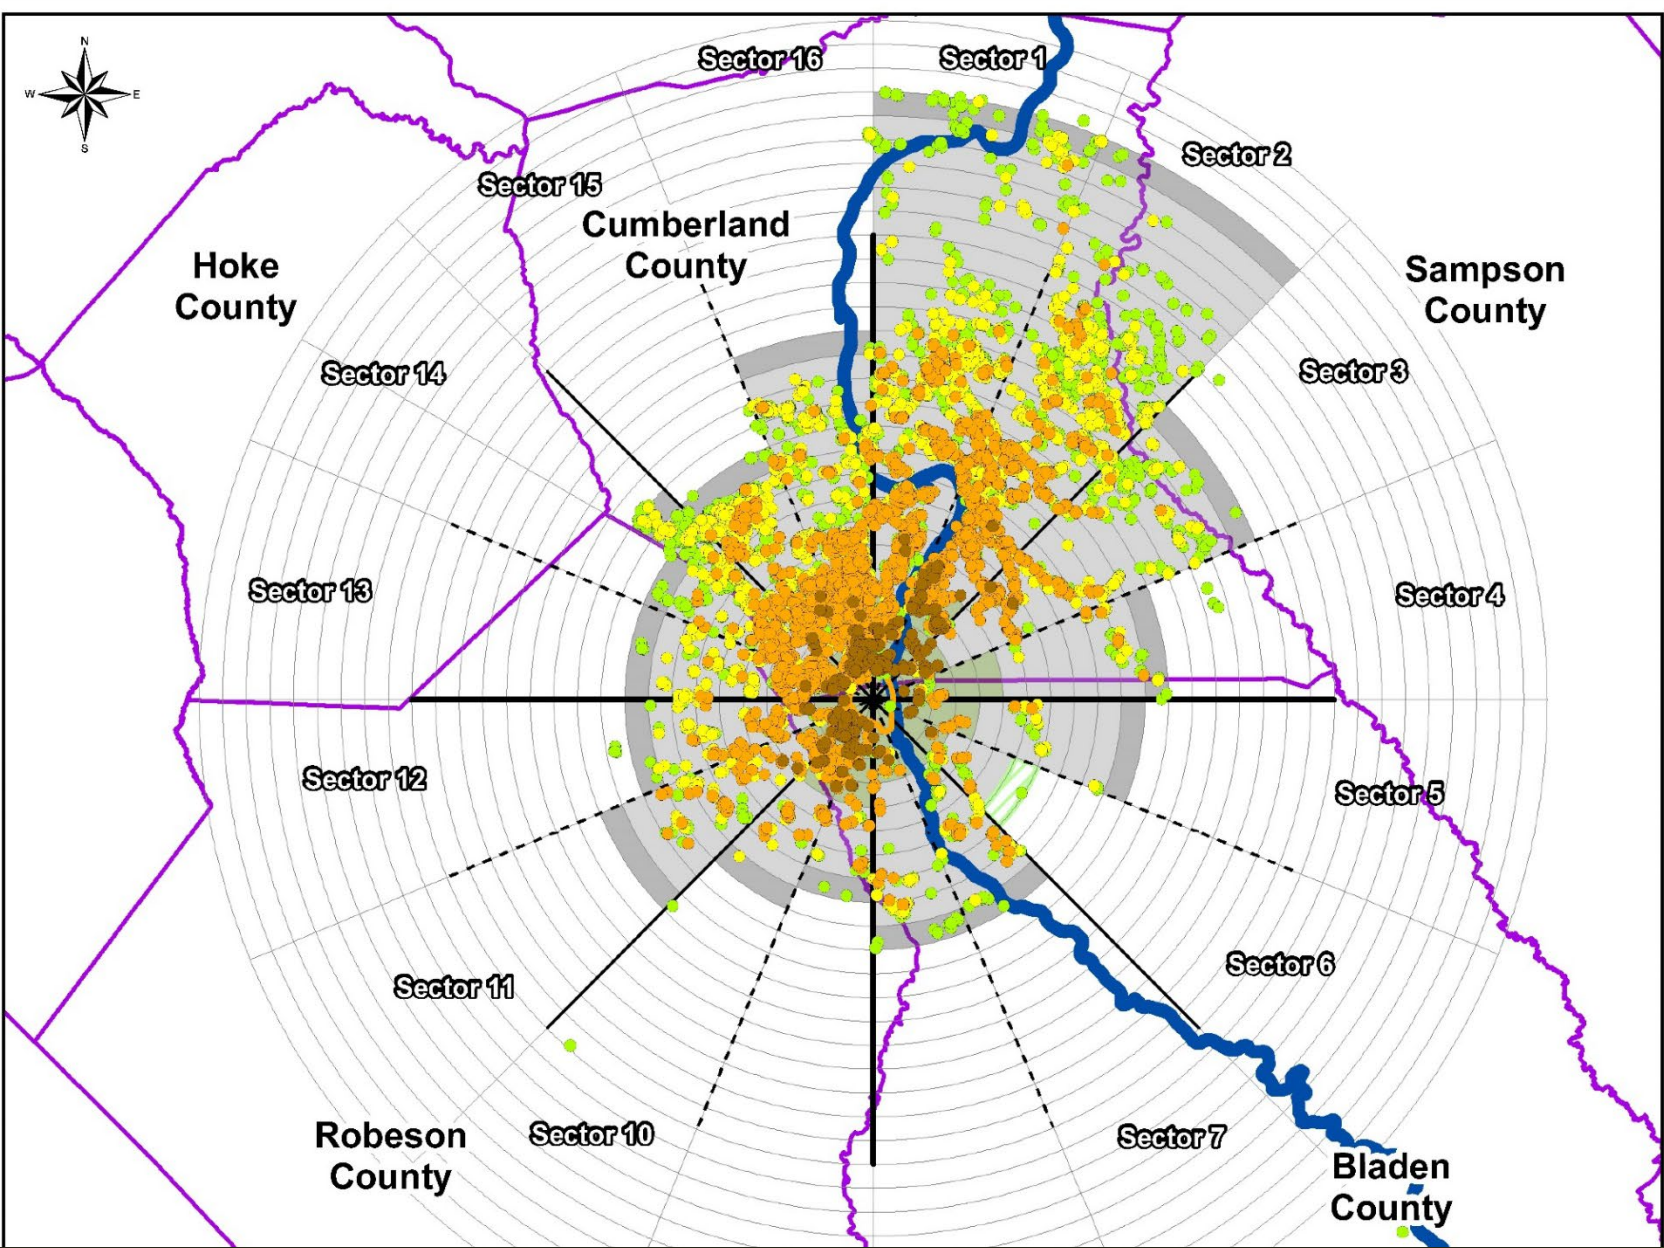 N
W
E
S
Sector 16
Sector 1
Sector 2
Sector 15
Cumberland
County
Hoke
County
Sampson
County
Sector 14
Sector 3
Sector 13
Sector 4
Sector 12
Sector 5
Sector 11
Sector 6
Robeson
County
Sector 10
Sector 7
Bladen
County